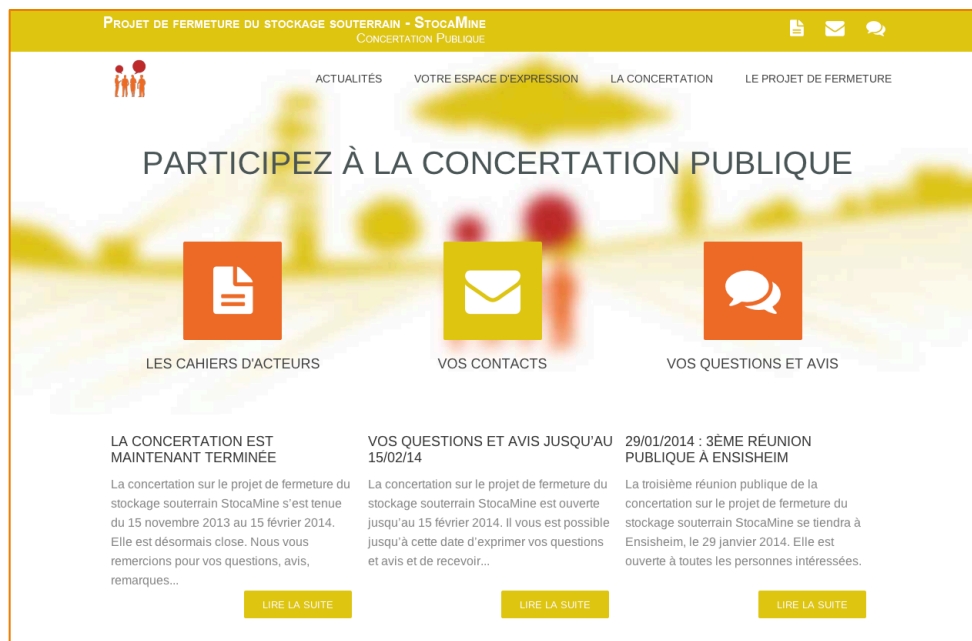 Projet de fermeture du stockage souterrain - StocaMine
Concertation Publique
ACTUALITÉS VOTRE ESPACE D'EXPRESSION LA CONCERTATION LE PROJET DE FERMETURE
PARTICIPEZ À LA CONCERTATION PUBLIQUE
LES CAHIERS D'ACTEURS VOS CONTACTS VOS QUESTIONS ET AVIS
LA CONCERTATION EST
MAINTENANT TERMINÉE
La concertation sur le projet de fermeture du
stockage souterrain StocaMine s'est tenue
du 15 novembre 2013 au 15 février 2014.
Elle est désormais close. Nous vous
remercions pour vos questions, avis,
remarques...
LIRE LA SUITE
VOS QUESTIONS ET AVIS JUSQU'AU
15/02/14
La concertation sur le projet de fermeture du
stockage souterrain StocaMine est ouverte
jusqu'au 15 février 2014. Il vous est possible
jusqu'à cette date d'exprimer vos questions
et avis et de recevoir...
LIRE LA SUITE
29/01/2014 : 3ÈME RÉUNION
PUBLIQUE À ENSISHEIM
La troisième réunion publique de la
concertation sur le projet de fermeture du
stockage souterrain StocaMine se tiendra à
Ensisheim, le 29 janvier 2014. Elle est
ouverte à toutes les personnes intéressées.
LIRE LA SUITE